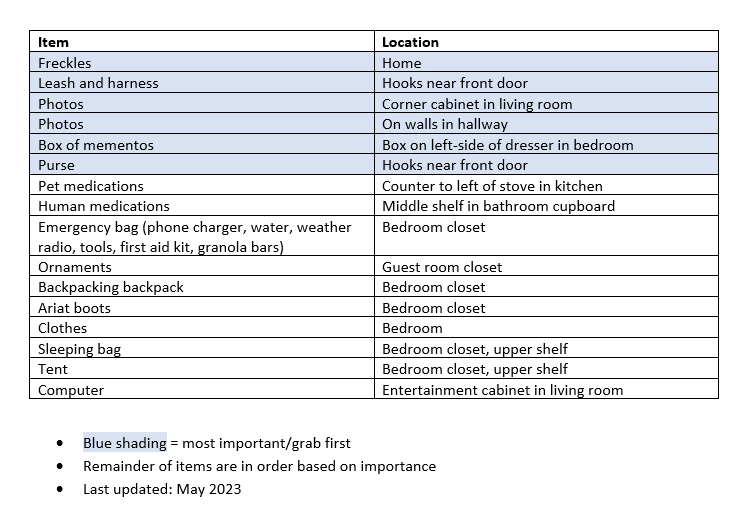 Item Location
Freckles Home
Leash and harness Hooks near front door
Photos Corner cabinet in living room
Photos On walls in hallway
Box of mementos Box on left-side of dresser in bedroom
Purse Hooks near front door
Pet medications Counter to left of stove in kitchen
Human medications Middle shelf in bathroom cupboard
Emergency bag (phone charger, water, weather Bedroom closet
radio, tools, first aid kit, granola bars)
Ornaments Guest room closet
Backpacking backpack Bedroom closet
Ariat boots Bedroom closet
Clothes Bedroom
Sleeping bag Bedroom closet, upper shelf
Tent Bedroom closet, upper shelf
Computer Entertainment cabinet in living room
• Blue shading = most important/grab first
• Remainder of items are in order based on importance
• Last updated: May 2023